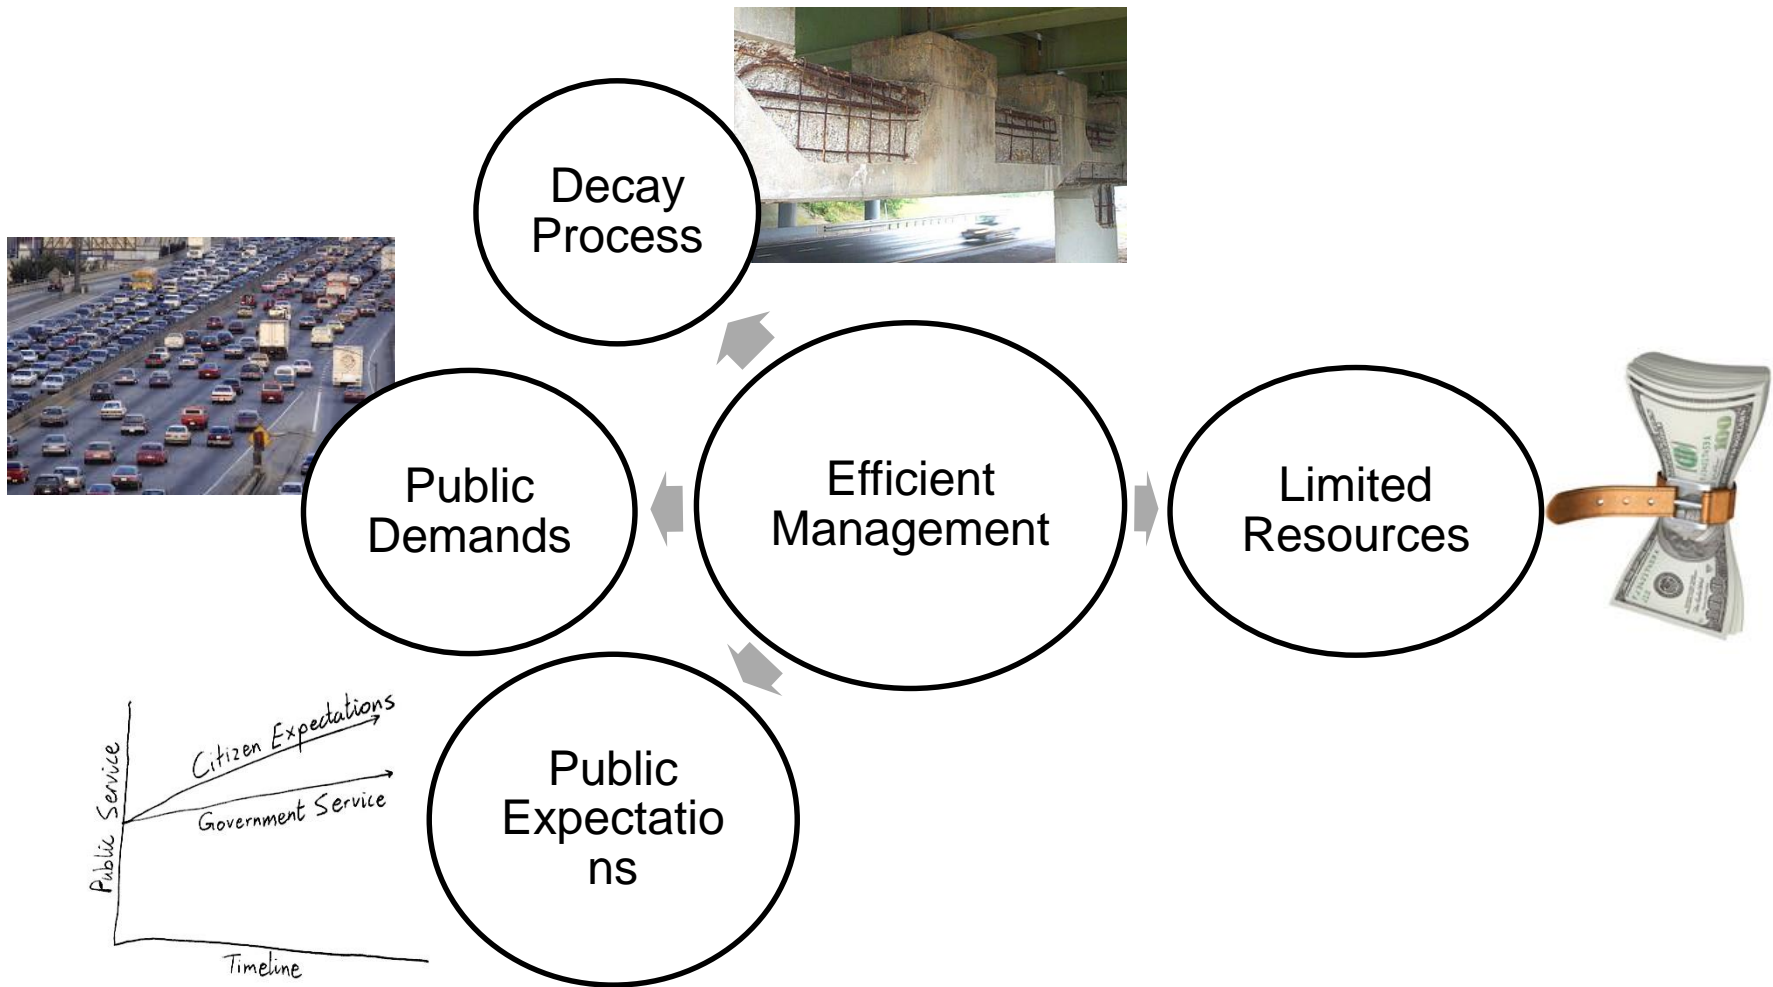 Decay
Process
Public
Demands
Efficient
Management
Limited
Resources
Public
Expectatio
ns
Citizen Expectations
Government Service
Public Service
Timeline